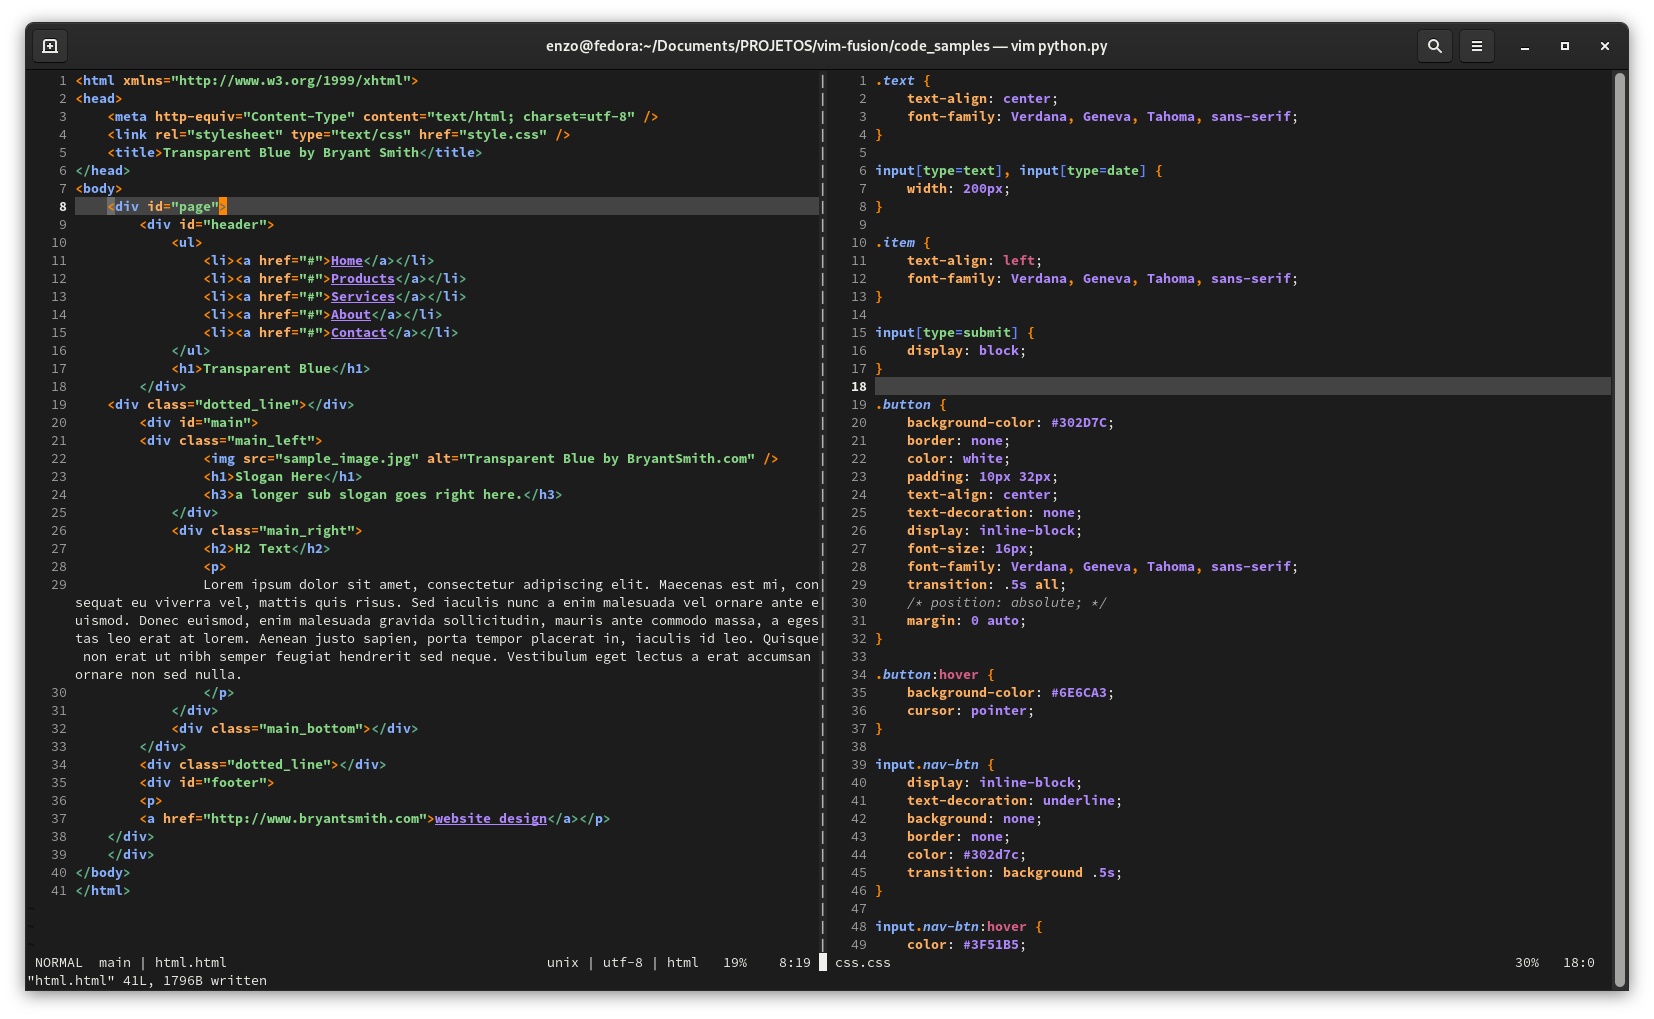 enzo@fedora:~/Documents/PROJETOS/vim-fusion/code_samples — vim python.py
1 <html xmlns="http://www.w3.org/1999/xhtml">
2 <head>
3     <meta http-equiv="Content-Type" content="text/html; charset=utf-8" />
4     <link rel="stylesheet" type="text/css" href="style.css" />
5     <title>Transparent Blue by Bryant Smith</title>
6 </head>
7 <body>
8     <div id="page">
9         <div id="header">
10             <ul>
11                 <li><a href="#">Home</a></li>
12                 <li><a href="#">Products</a></li>
13                 <li><a href="#">Services</a></li>
14                 <li><a href="#">About</a></li>
15                 <li><a href="#">Contact</a></li>
16             </ul>
17             <h1>Transparent Blue</h1>
18         </div>
19     <div class="dotted_line"></div>
20         <div id="main">
21         <div class="main_left">
22                 <img src="sample_image.jpg" alt="Transparent Blue by BryantSmith.com" />
23                 <h1>Slogan Here</h1>
24                 <h3>a longer sub slogan goes right here.</h3>
25             </div>
26             <div class="main_right">
27                 <h2>H2 Text</h2>
28                 <p>
29                 Lorem ipsum dolor sit amet, consectetur adipiscing elit. Maecenas est mi, con
sequat eu viverra vel, mattis quis risus. Sed iaculis nunc a enim malesuada vel ornare ante e
uismod. Donec euismod, enim malesuada gravida sollicitudin, mauris ante commodo massa, a eges
tas leo erat at lorem. Aenean justo sapien, porta tempor placerat in, iaculis id leo. Quisque
 non erat ut nibh semper feugiat hendrerit sed neque. Vestibulum eget lectus a erat accumsan
ornare non sed nulla.
30                 </p>
31             </div>
32             <div class="main_bottom"></div>
33         </div>
34         <div class="dotted_line"></div>
35         <div id="footer">
36         <p>
37         <a href="http://www.bryantsmith.com">website design</a></p>
38     </div>
39     </div>
40 </body>
41 </html>
~
~
~
NORMAL  main | html.html    unix | utf-8 | html   19%    8:19
"html.html" 41L, 1796B written
1 .text {
2     text-align: center;
3     font-family: Verdana, Geneva, Tahoma, sans-serif;
4 }
5
6 input[type=text], input[type=date] {
7     width: 200px;
8 }
9
10 .item {
11     text-align: left;
12     font-family: Verdana, Geneva, Tahoma, sans-serif;
13 }
14
15 input[type=submit] {
16     display: block;
17 }
18
19 .button {
20     background-color: #302D7C;
21     border: none;
22     color: white;
23     padding: 10px 32px;
24     text-align: center;
25     text-decoration: none;
26     display: inline-block;
27     font-size: 16px;
28     font-family: Verdana, Geneva, Tahoma, sans-serif;
29     transition: .5s all;
30     /* position: absolute; */
31     margin: 0 auto;
32 }
33
34 .button:hover {
35     background-color: #6E6CA3;
36     cursor: pointer;
37 }
38
39 input.nav-btn {
40     display: inline-block;
41     text-decoration: underline;
42     background: none;
43     border: none;
44     color: #302d7c;
45     transition: background .5s;
46 }
47
48 input.nav-btn:hover {
49     color: #3F51B5;
css.css    30%   18:0